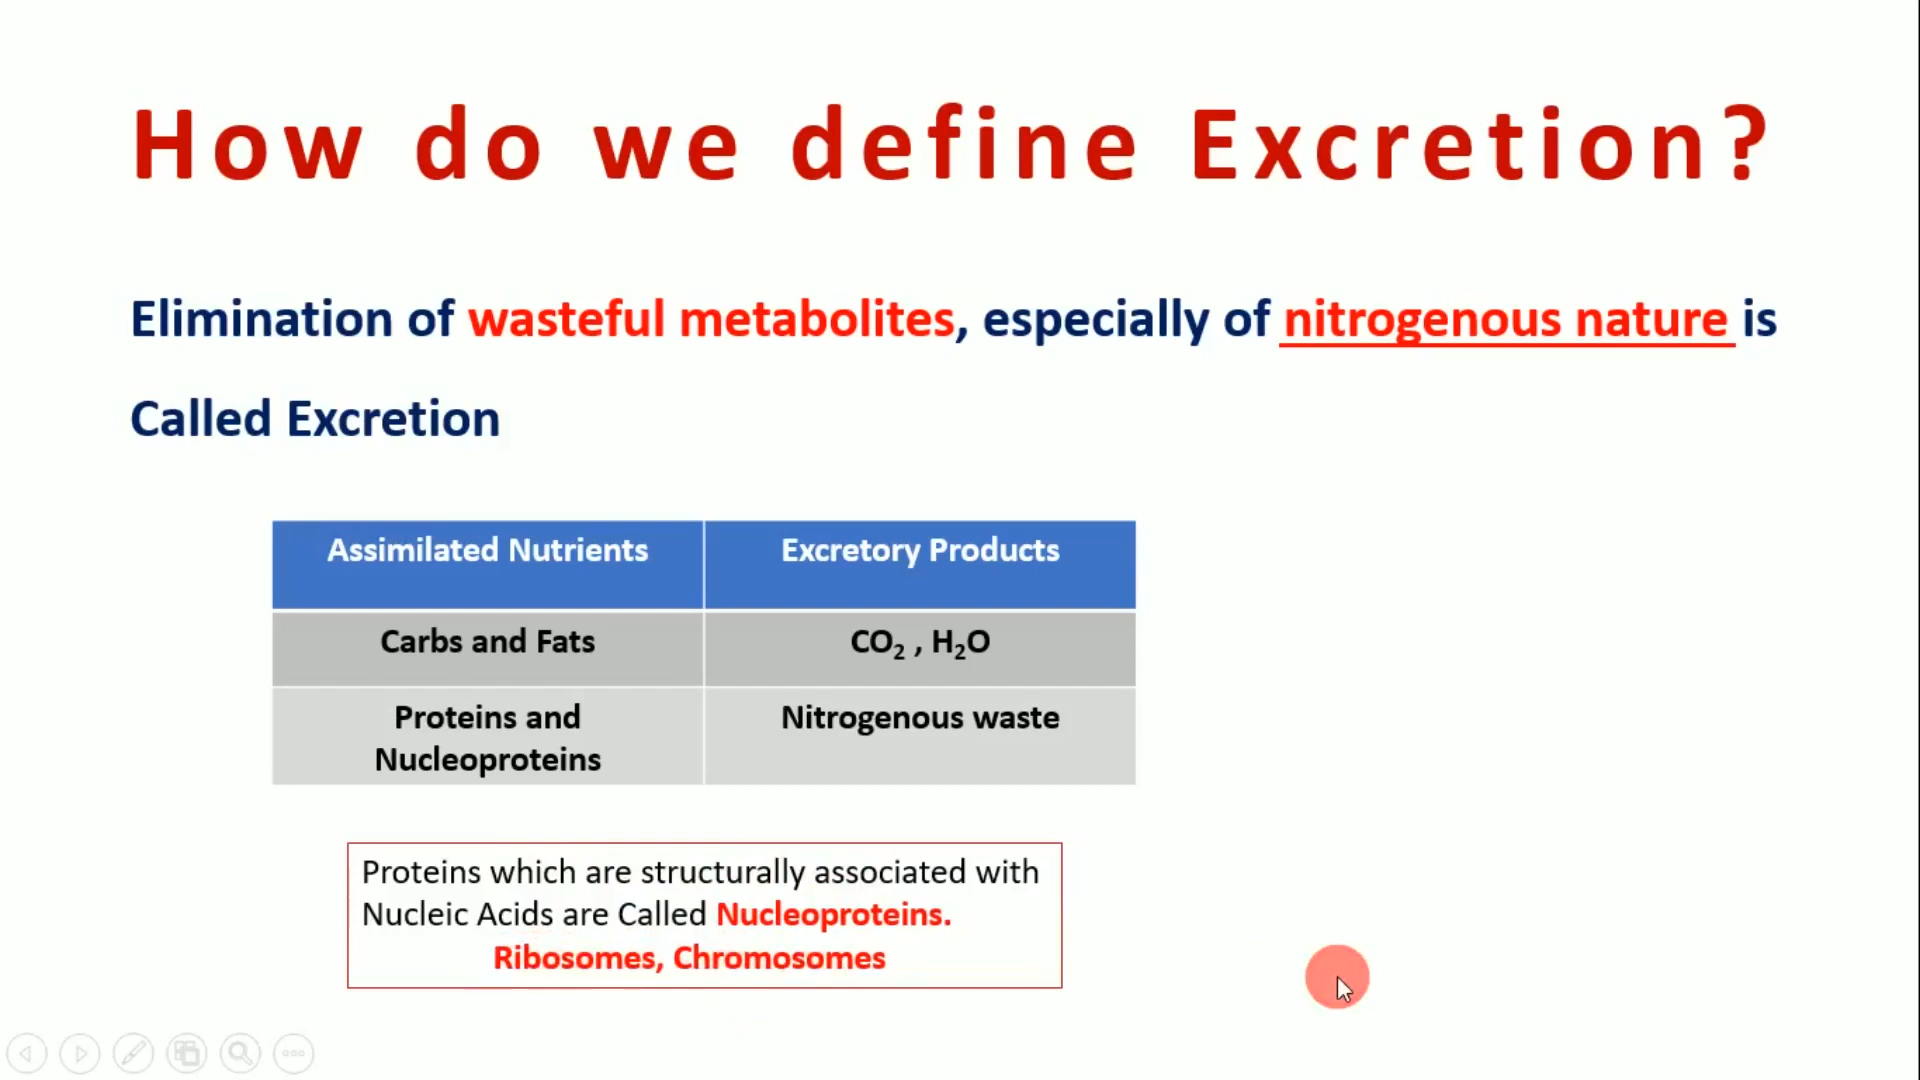 How do we define Excretion?
Elimination of wasteful metabolites, especially of nitrogenous nature is
Called Excretion
Assimilated Nutrients
Excretory Products
Carbs and Fats
CO₂ , H₂O
Proteins and
Nucleoproteins
Nitrogenous waste
Proteins which are structurally associated with
Nucleic Acids are Called Nucleoproteins.
Ribosomes, Chromosomes